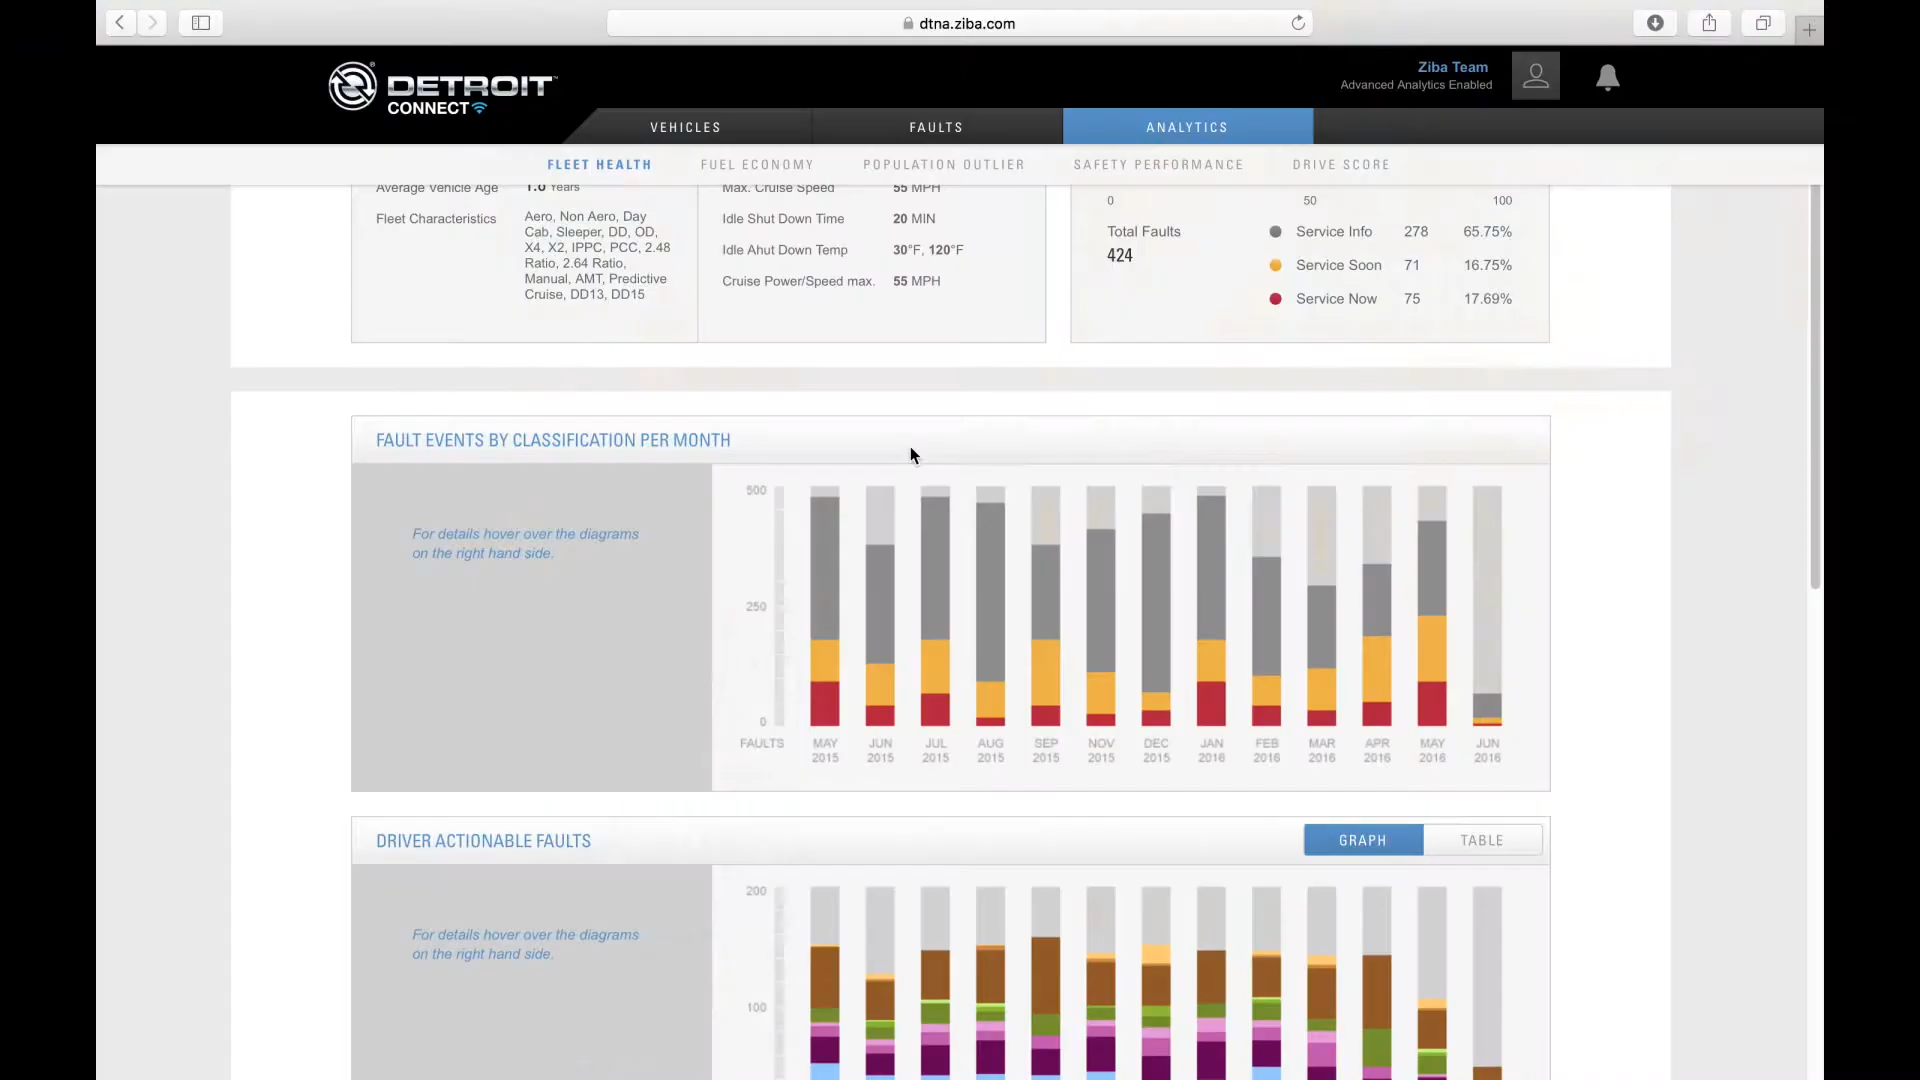 dtna.ziba.com
DETROIT
CONNECT
Ziba Team
Advanced Analytics Enabled
VEHICLES
FAULTS
ANALYTICS
FLEET HEALTH
FUEL ECONOMY
POPULATION OUTLIER
SAFETY PERFORMANCE
DRIVE SCORE
Average Vehicle Age 1.6 Years
Fleet Characteristics
Aero, Non Aero, Day
Cab, Sleeper, DD, OD,
X4, X2, IPPC, PCC, 2.48
Ratio, 2.64 Ratio,
Manual, AMT, Predictive
Cruise, DD13, DD15
Max. Cruise Speed 55 MPH
Idle Shut Down Time 20 MIN
Idle Ahut Down Temp 30°F, 120°F
Cruise Power/Speed max. 55 MPH
0 50 100
Total Faults
424
Service Info 278 65.75%
Service Soon 71 16.75%
Service Now 75 17.69%
FAULT EVENTS BY CLASSIFICATION PER MONTH
For details hover over the diagrams
on the right hand side.
500
250
0
FAULTS MAY JUN JUL AUG SEP NOV DEC JAN FEB MAR APR MAY JUN
2015 2015 2015 2015 2015 2015 2015 2016 2016 2016 2016 2016 2016
DRIVER ACTIONABLE FAULTS
GRAPH
TABLE
For details hover over the diagrams
on the right hand side.
200
100